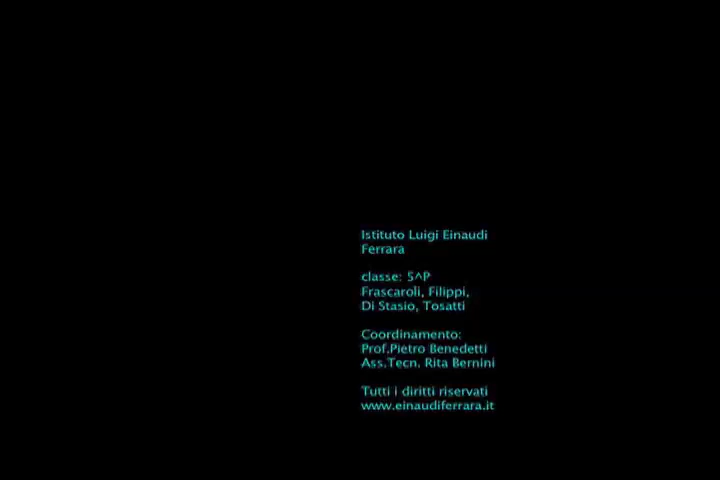 Istituto Luigi Einaudi
Ferrara
classe: 5^P
Frascaroli, Filippi,
Di Stasio, Tosatti
Coordinamento:
Prof.Pietro Benedetti
Ass.Tecn. Rita Bernini
Tutti i diritti riservati
www.einaudiferrara.it